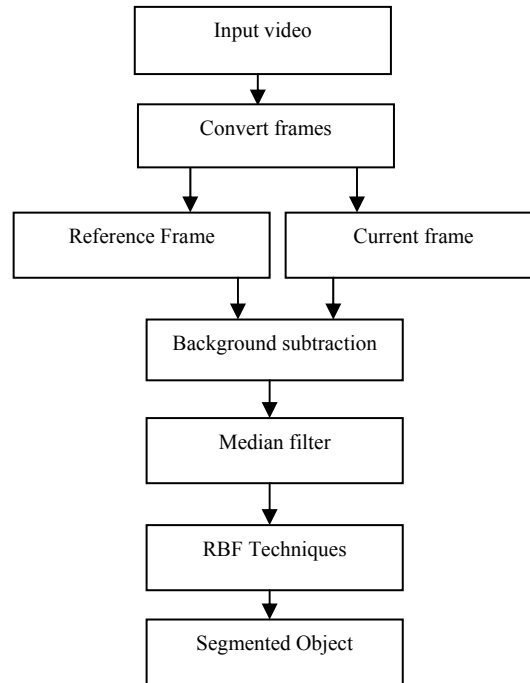 Input video
Convert frames
Reference Frame
Current frame
Background subtraction
Median filter
RBF Techniques
Segmented Object